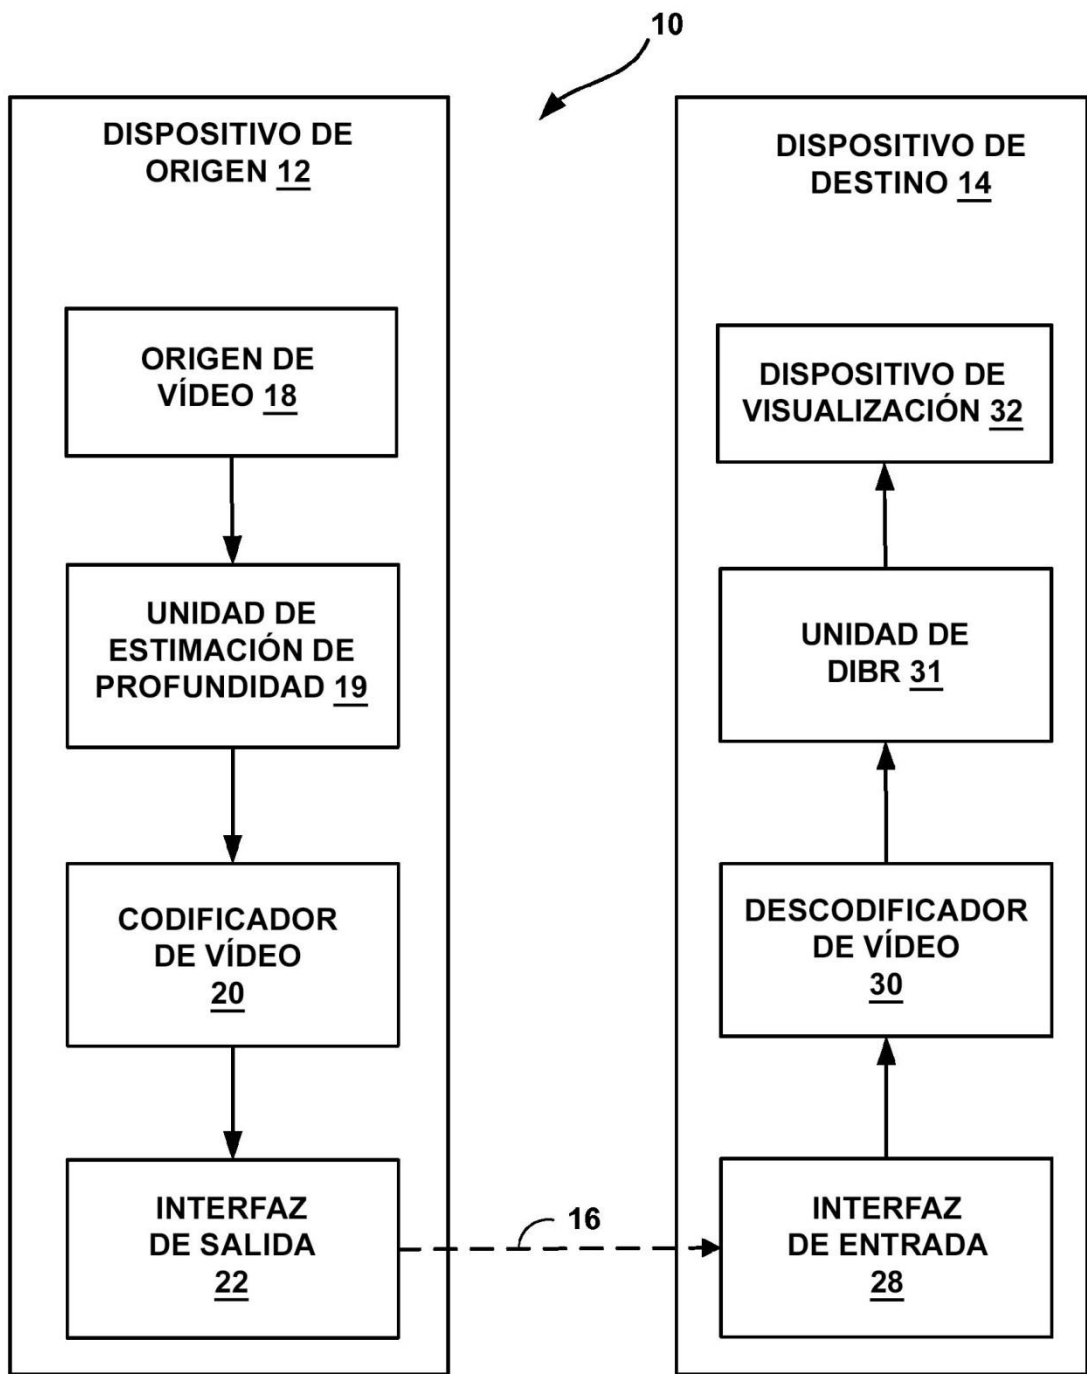 10
DISPOSITIVO DE
ORIGEN 12
ORIGEN DE
VÍDEO 18
UNIDAD DE
ESTIMACIÓN DE
PROFUNDIDAD 19
CODIFICADOR
DE VÍDEO
20
INTERFAZ
DE SALIDA
22
16
DISPOSITIVO DE
DESTINO 14
DISPOSITIVO DE
VISUALIZACIÓN 32
UNIDAD DE
DIBR 31
DESCODIFICADOR
DE VÍDEO
30
INTERFAZ
DE ENTRADA
28